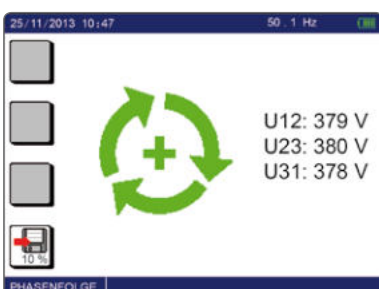 25/11/2013 10:47 50.1 Hz
+
U12: 379 V
U23: 380 V
U31: 378 V
10 %
PHASENFOLGE